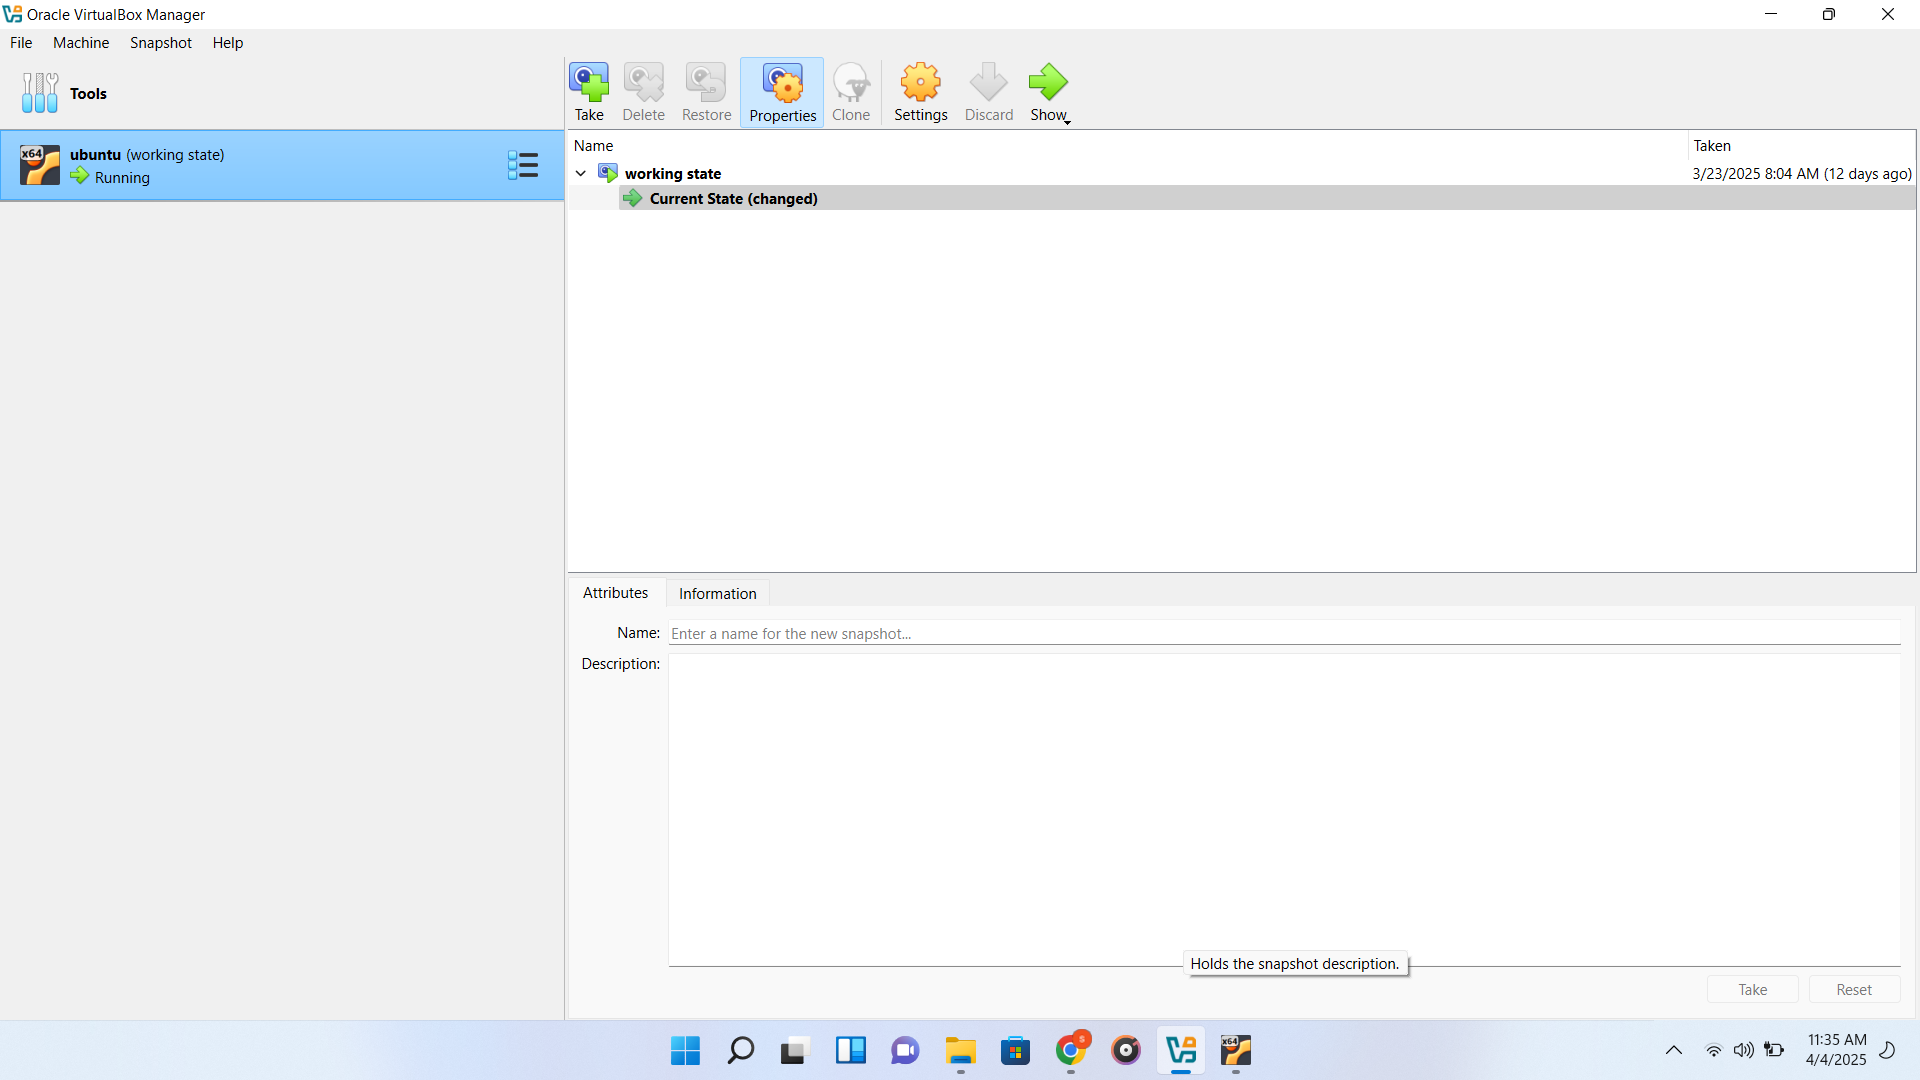 Oracle VirtualBox Manager
File Machine Snapshot Help
Tools
x64
ubuntu (working state)
Running
Take Delete Restore Properties Clone Settings Discard Show
Name Taken
working state 3/23/2025 8:04 AM (12 days ago)
Current State (changed)
Attributes Information
Name: Enter a name for the new snapshot...
Description:
Holds the snapshot description.
Take Reset
S
x64
11:35 AM
4/4/2025